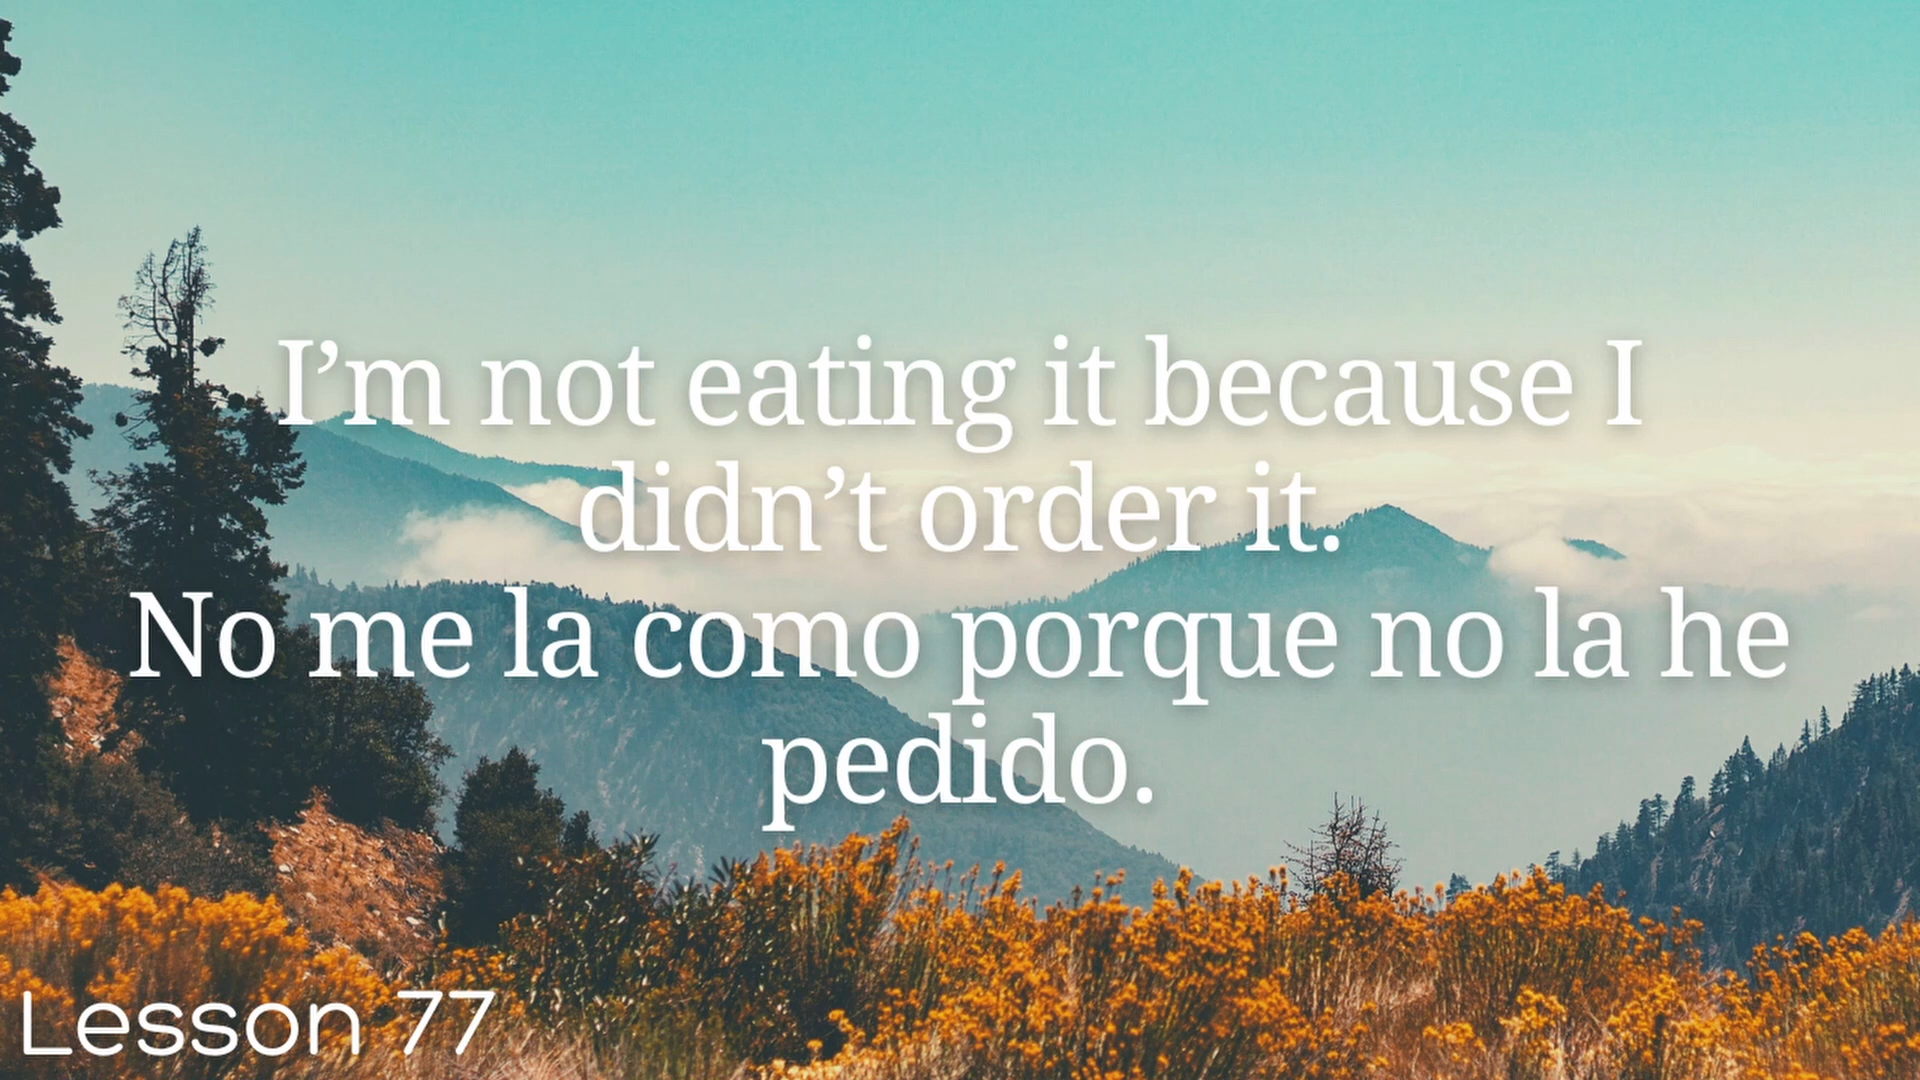 I’m not eating it because I
didn’t order it.
No me la como porque no la he
pedido.
Lesson 77